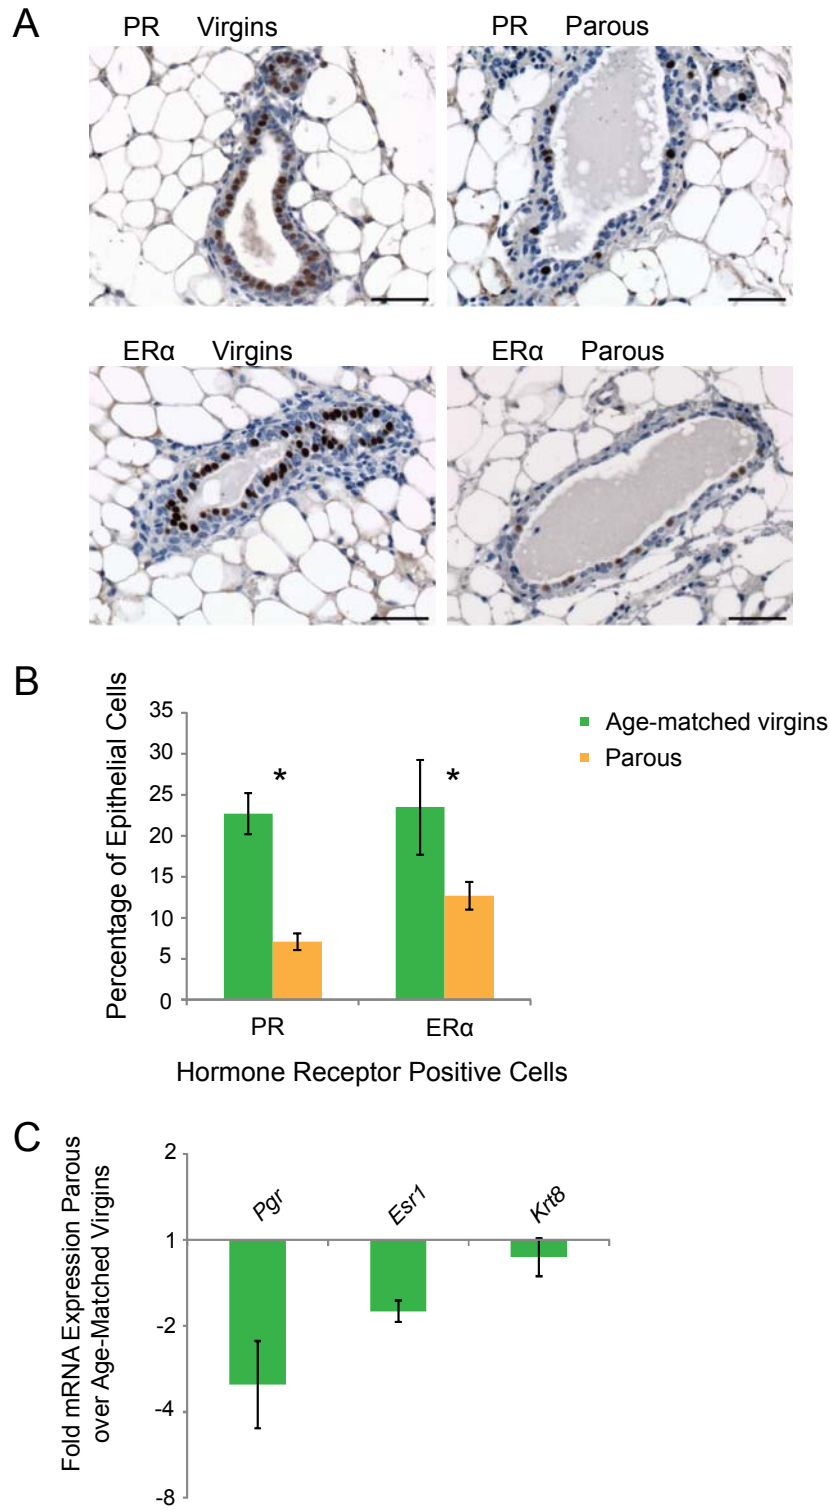 A
PR Virgins
PR Parous
ERα Virgins
ERα Parous
B
Percentage of Epithelial Cells
35
30
25
20
15
10
5
0
*
*
PR
ERα
Hormone Receptor Positive Cells
Age-matched virgins
Parous
C
Fold mRNA Expression Parous
over Age-Matched Virgins
2
1
-2
-4
-8
Pgr
Esr1
Krt8